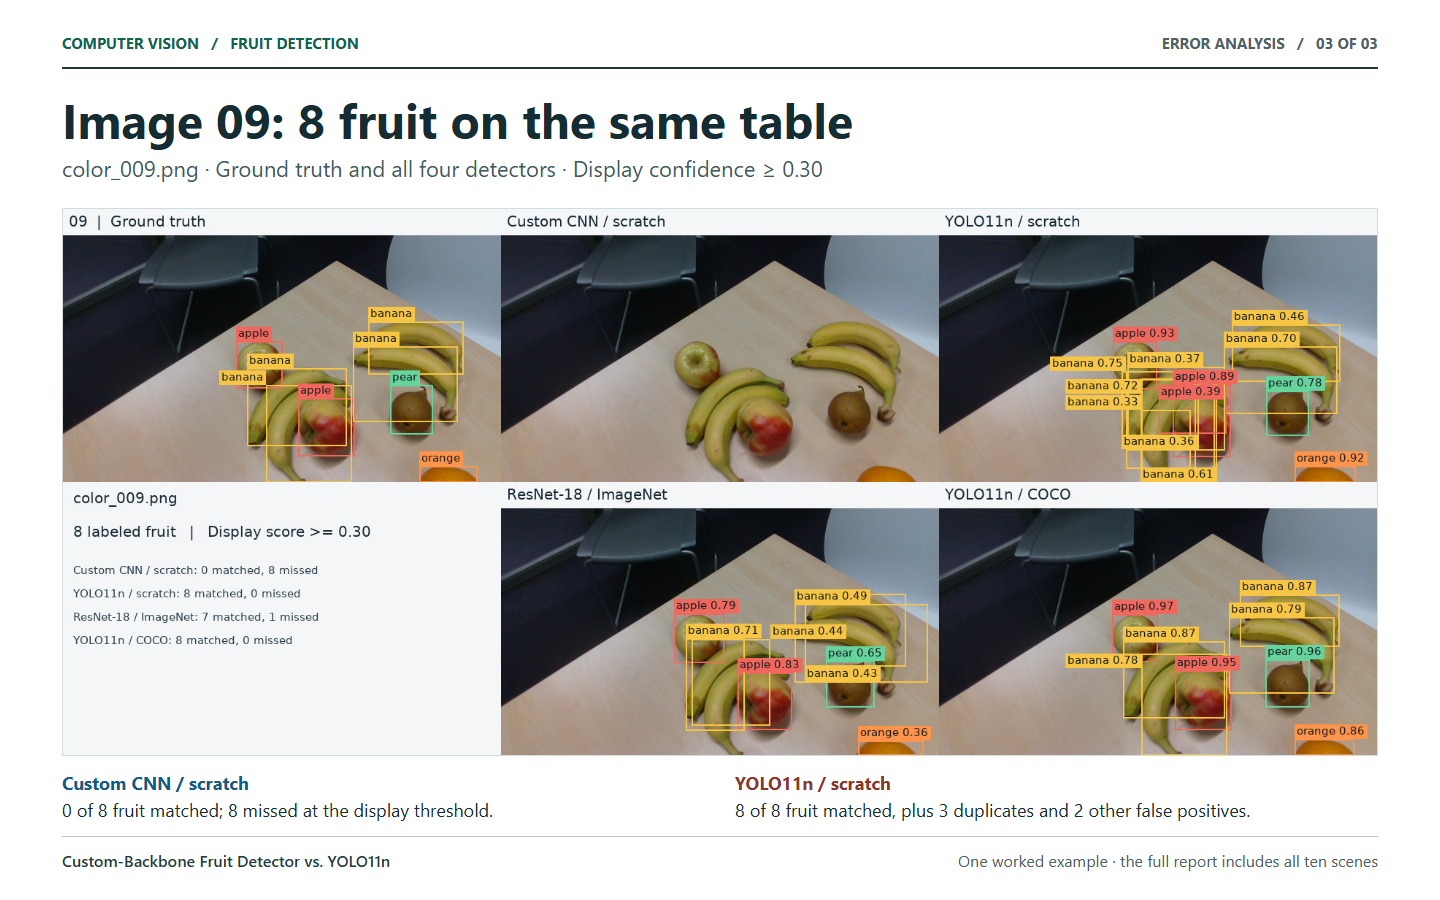 COMPUTER VISION / FRUIT DETECTION
ERROR ANALYSIS / 03 OF 03
Image 09: 8 fruit on the same table
color_009.png · Ground truth and all four detectors · Display confidence ≥ 0.30
09 | Ground truth
banana
banana
apple
banana
banana
pear
apple
orange
Custom CNN / scratch
YOLO11n / scratch
banana 0.46
apple 0.93
banana 0.70
banana 0.75
banana 0.37
apple 0.89
banana 0.72
pear 0.78
apple 0.39
banana 0.33
banana 0.36
orange 0.92
banana 0.61
color_009.png
8 labeled fruit | Display score >= 0.30
Custom CNN / scratch: 0 matched, 8 missed
YOLO11n / scratch: 8 matched, 0 missed
ResNet-18 / ImageNet: 7 matched, 1 missed
YOLO11n / COCO: 8 matched, 0 missed
ResNet-18 / ImageNet
banana 0.49
apple 0.79
banana 0.71
banana 0.44
pear 0.65
apple 0.83
banana 0.43
orange 0.36
YOLO11n / COCO
banana 0.87
apple 0.97
banana 0.79
banana 0.87
pear 0.96
banana 0.78
apple 0.95
orange 0.86
Custom CNN / scratch
0 of 8 fruit matched; 8 missed at the display threshold.
YOLO11n / scratch
8 of 8 fruit matched, plus 3 duplicates and 2 other false positives.
Custom-Backbone Fruit Detector vs. YOLO11n
One worked example · the full report includes all ten scenes